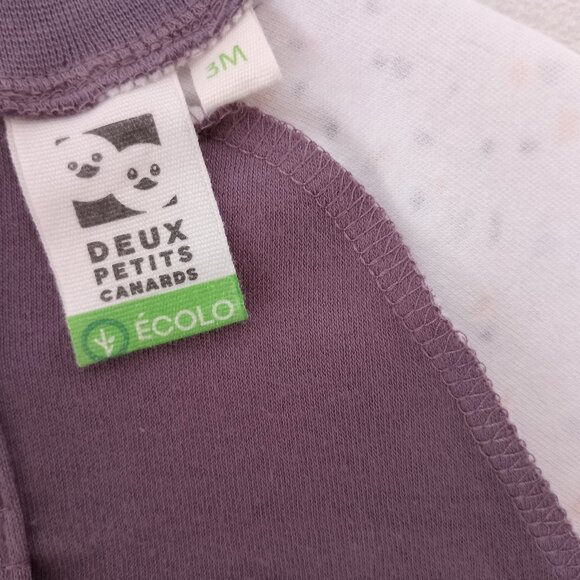 3M
DEUX
PETITS
CANARDS
ÉCOLO